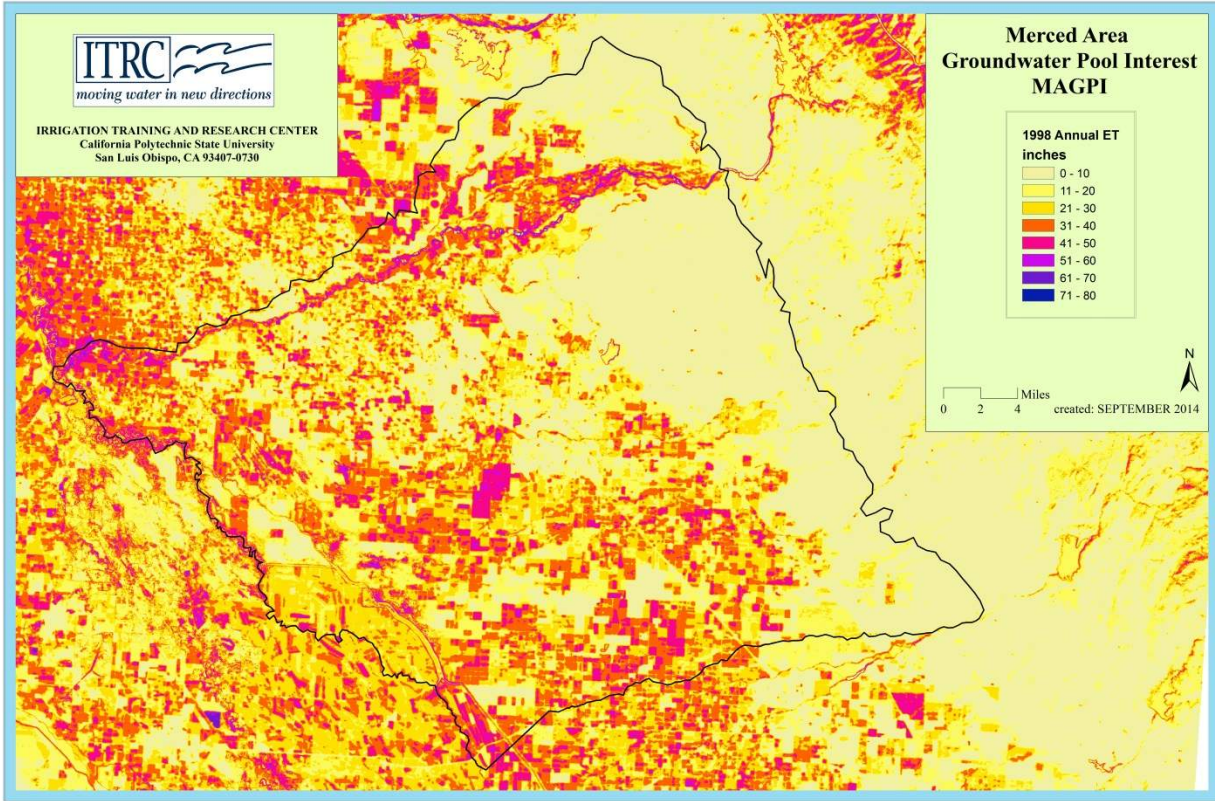 ITRC
moving water in new directions
IRRIGATION TRAINING AND RESEARCH CENTER
California Polytechnic State University
San Luis Obispo, CA 93407-0730
Merced Area
Groundwater Pool Interest
MAGPI
1998 Annual ET
inches
0 - 10
11 - 20
21 - 30
31 - 40
41 - 50
51 - 60
61 - 70
71 - 80
N
Miles
0 2 4
created: SEPTEMBER 2014